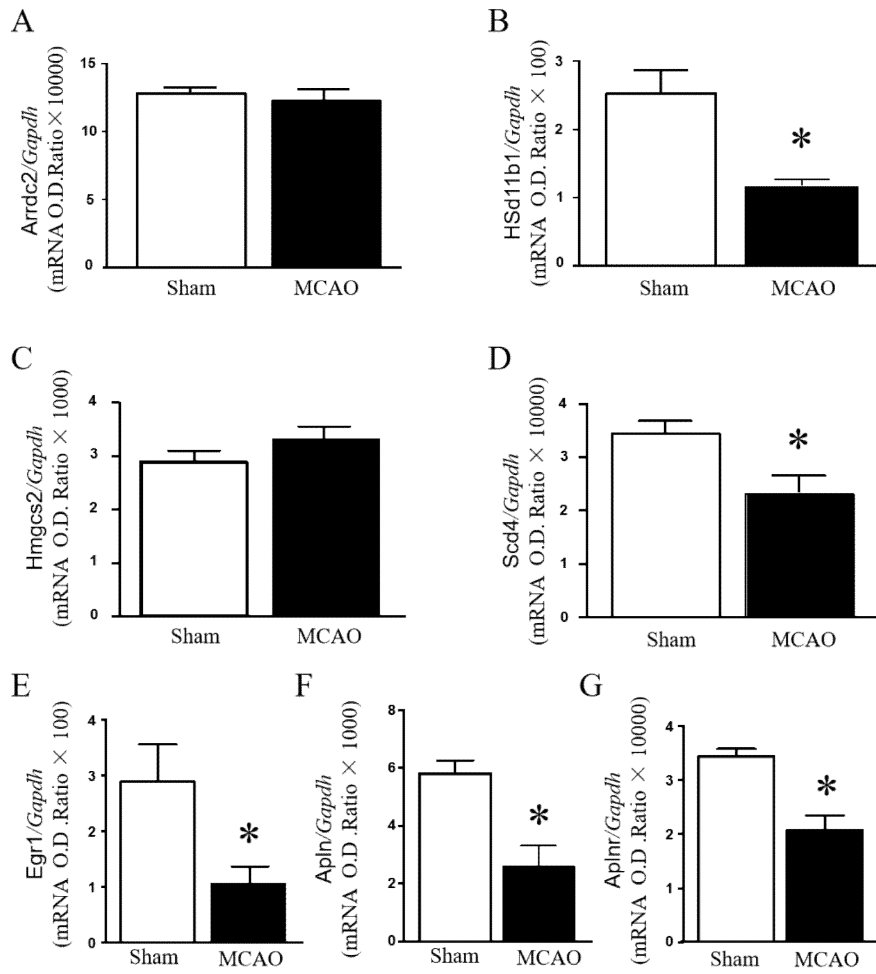 A
Arrdc2/Gapdh
(mRNA O.D.Ratio×10000)
15
10
5
0
Sham MCAO
B
HSd11b1/Gapdh
(mRNA O.D. Ratio × 100)
3
2
1
0
*
Sham MCAO
C
Hmgcs2/Gapdh
(mRNA O.D. Ratio × 1000)
4
3
2
1
0
Sham MCAO
D
Scd4/Gapdh
(mRNA O.D. Ratio × 10000)
4
3
2
1
0
*
Sham MCAO
E
Egr1/Gapdh
(mRNA O.D .Ratio × 100)
4
3
2
1
0
*
Sham MCAO
F
Apln/Gapdh
(mRNA O.D .Ratio × 1000)
8
6
4
2
0
*
Sham MCAO
G
Aplnr/Gapdh
(mRNA O.D .Ratio × 10000)
4
3
2
1
0
*
Sham MCAO